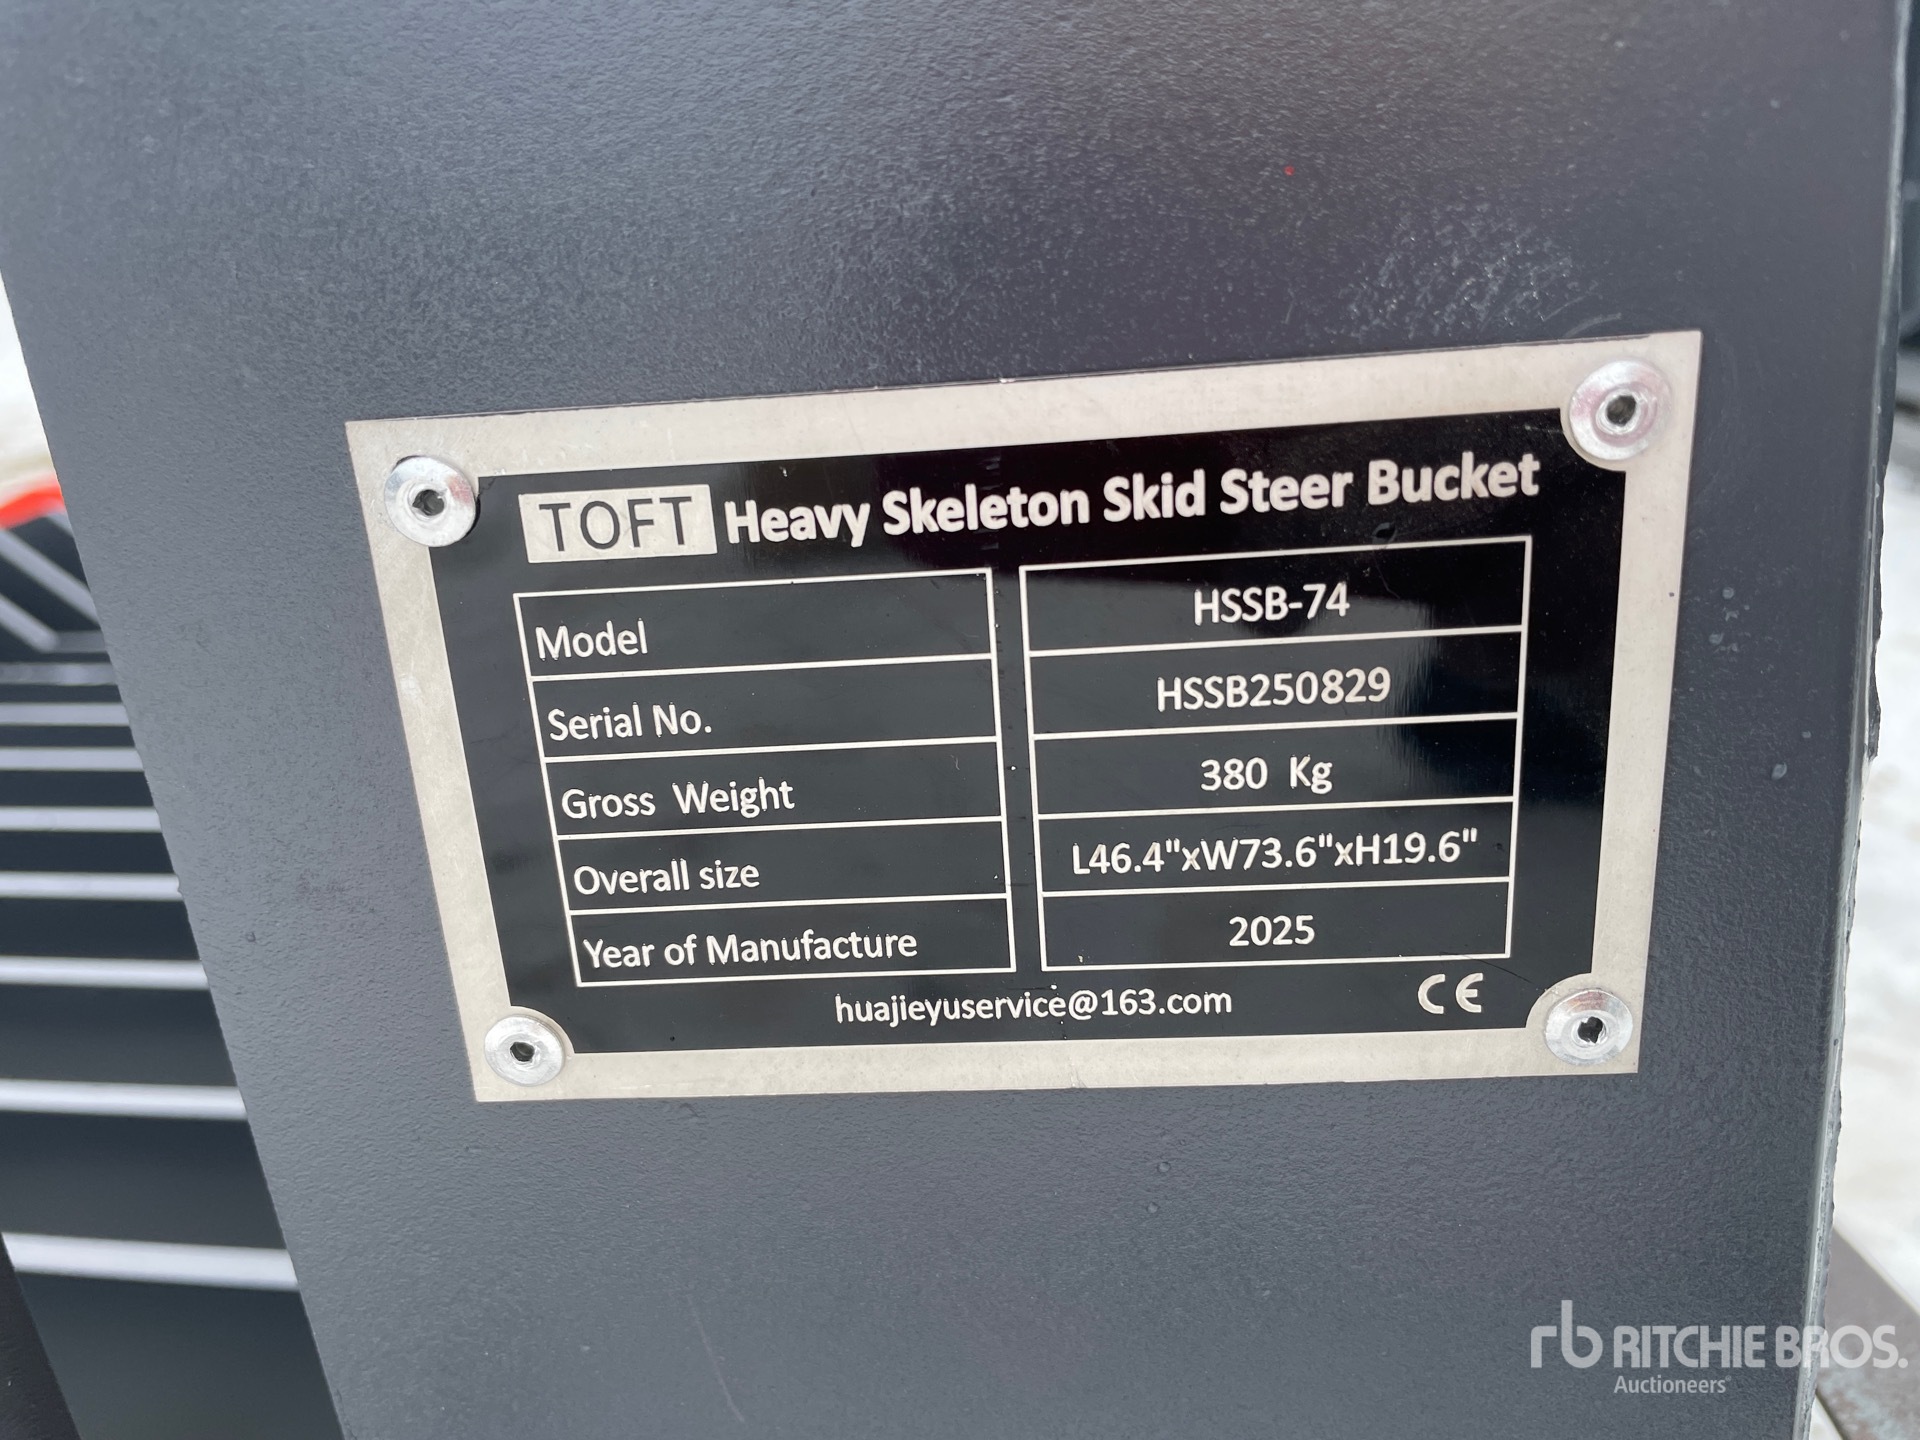 TOFT Heavy Skeleton Skid Steer Bucket
Model HSSB-74
Serial No. HSSB250829
Gross Weight 380 Kg
Overall size L46.4"xW73.6"xH19.6"
Year of Manufacture 2025
huajieyuservice@163.com CE
rb RITCHIE BROS.
Auctioneers